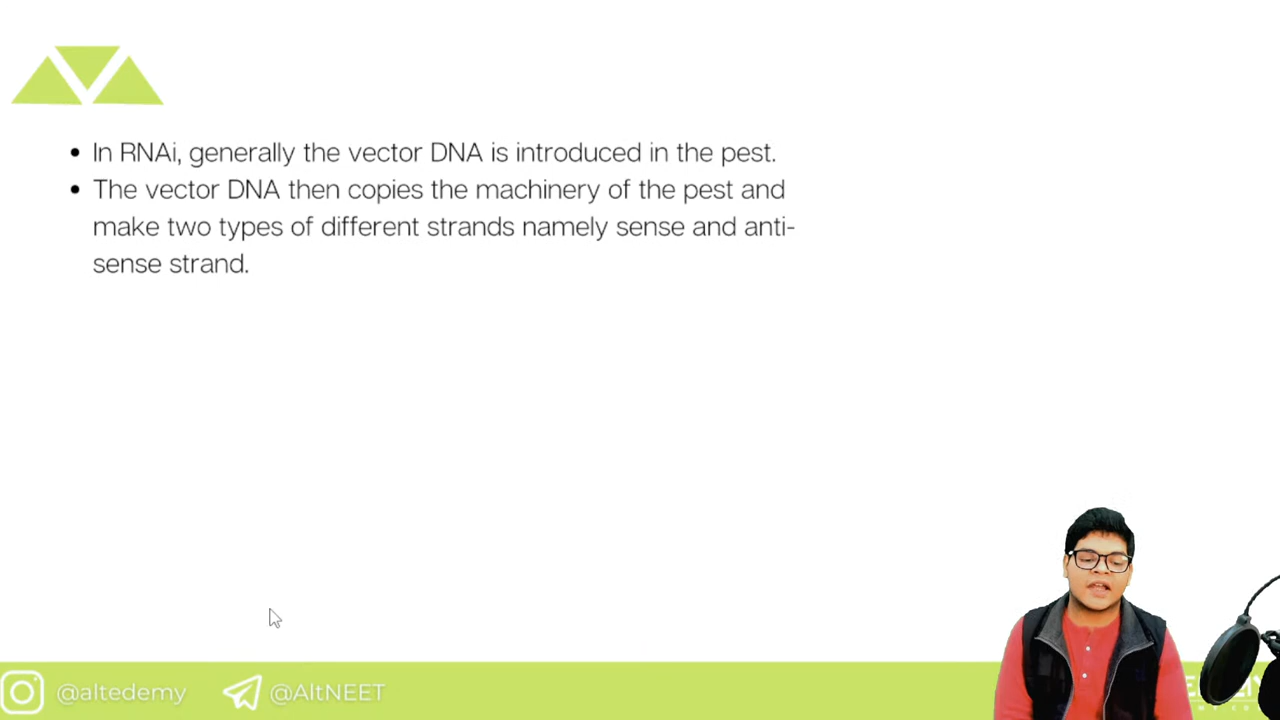 • In RNAi, generally the vector DNA is introduced in the pest.
• The vector DNA then copies the machinery of the pest and
make two types of different strands namely sense and anti-
sense strand.
@altedemy @AltNEET